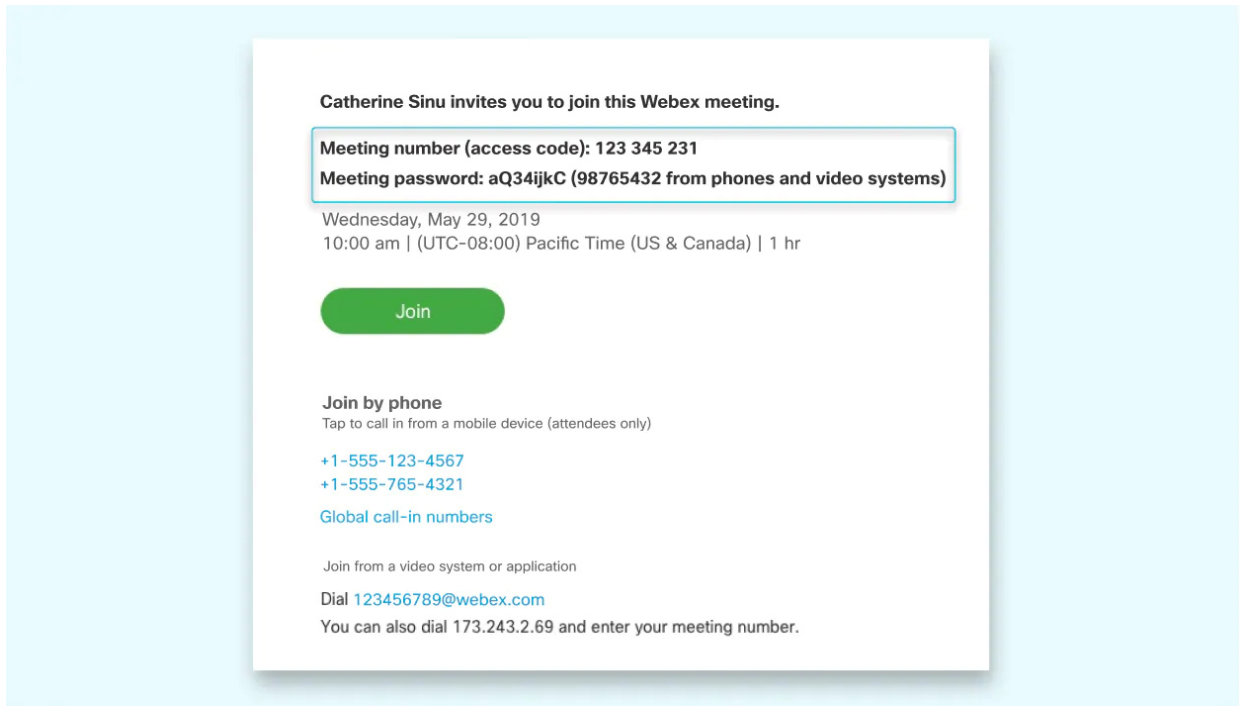 Catherine Sinu invites you to join this Webex meeting.
Meeting number (access code): 123 345 231
Meeting password: aQ34ijkC (98765432 from phones and video systems)
Wednesday, May 29, 2019
10:00 am | (UTC-08:00) Pacific Time (US & Canada) | 1 hr
Join
Join by phone
Tap to call in from a mobile device (attendees only)
+1-555-123-4567
+1-555-765-4321
Global call-in numbers
Join from a video system or application
Dial 123456789@webex.com
You can also dial 173.243.2.69 and enter your meeting number.